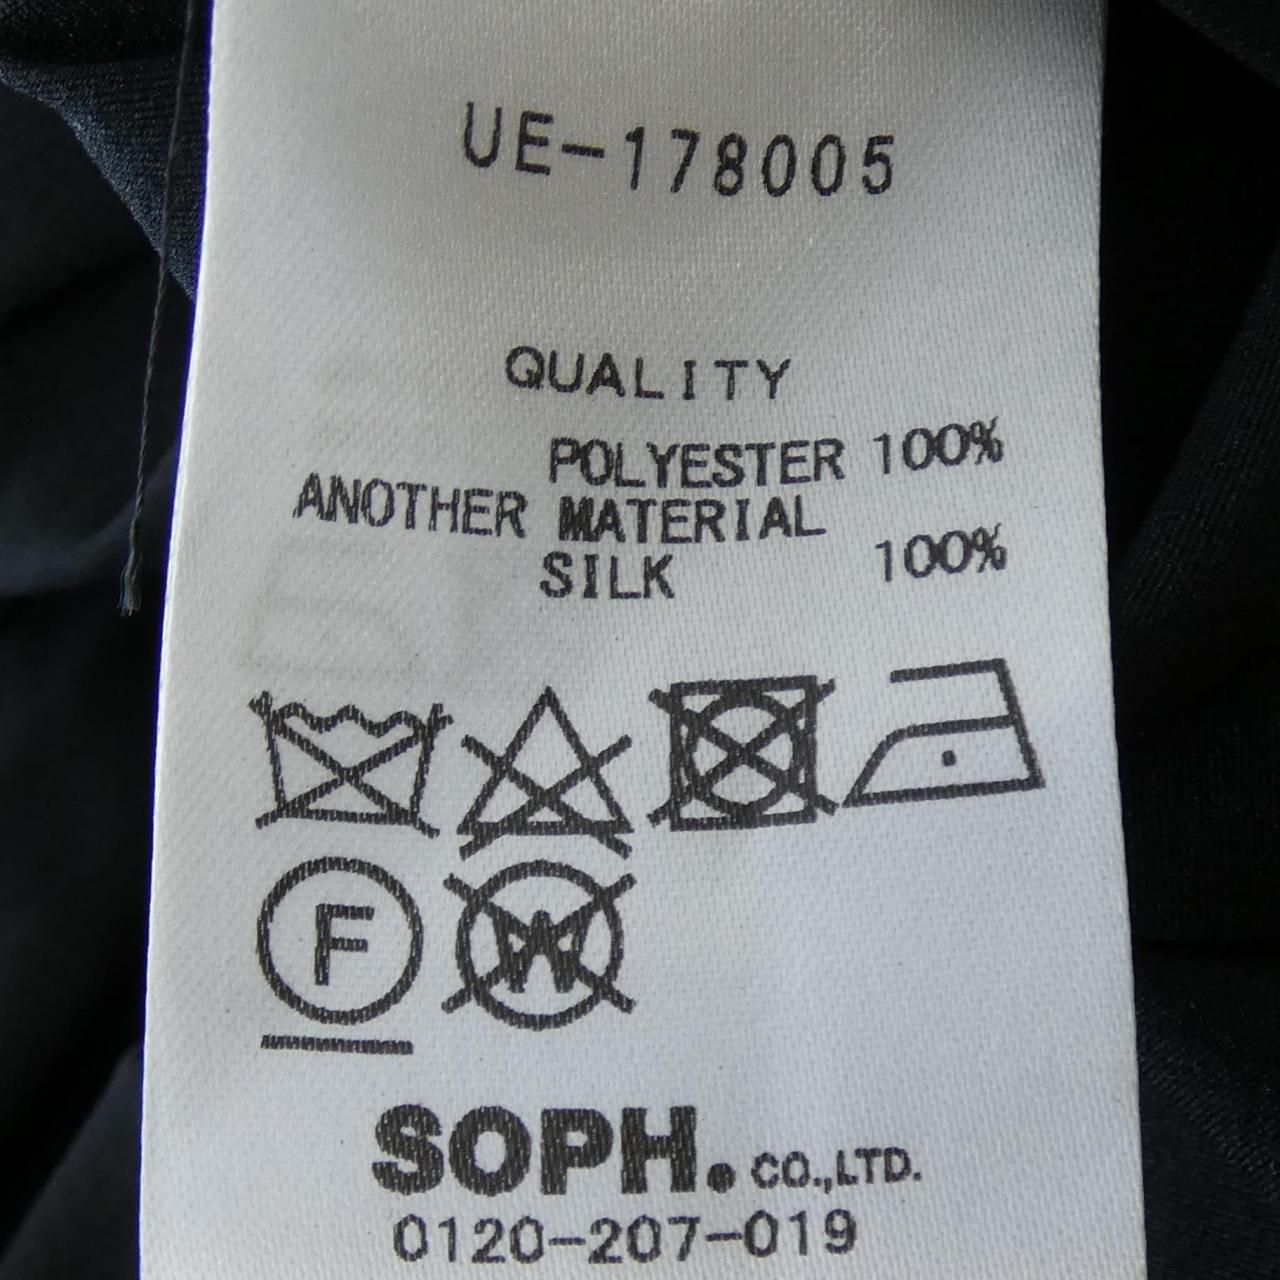 UE-178005
QUALITY
POLYESTER 100%
ANOTHER MATERIAL
SILK 100%
F
W
SOPH. CO.,LTD.
0120-207-019